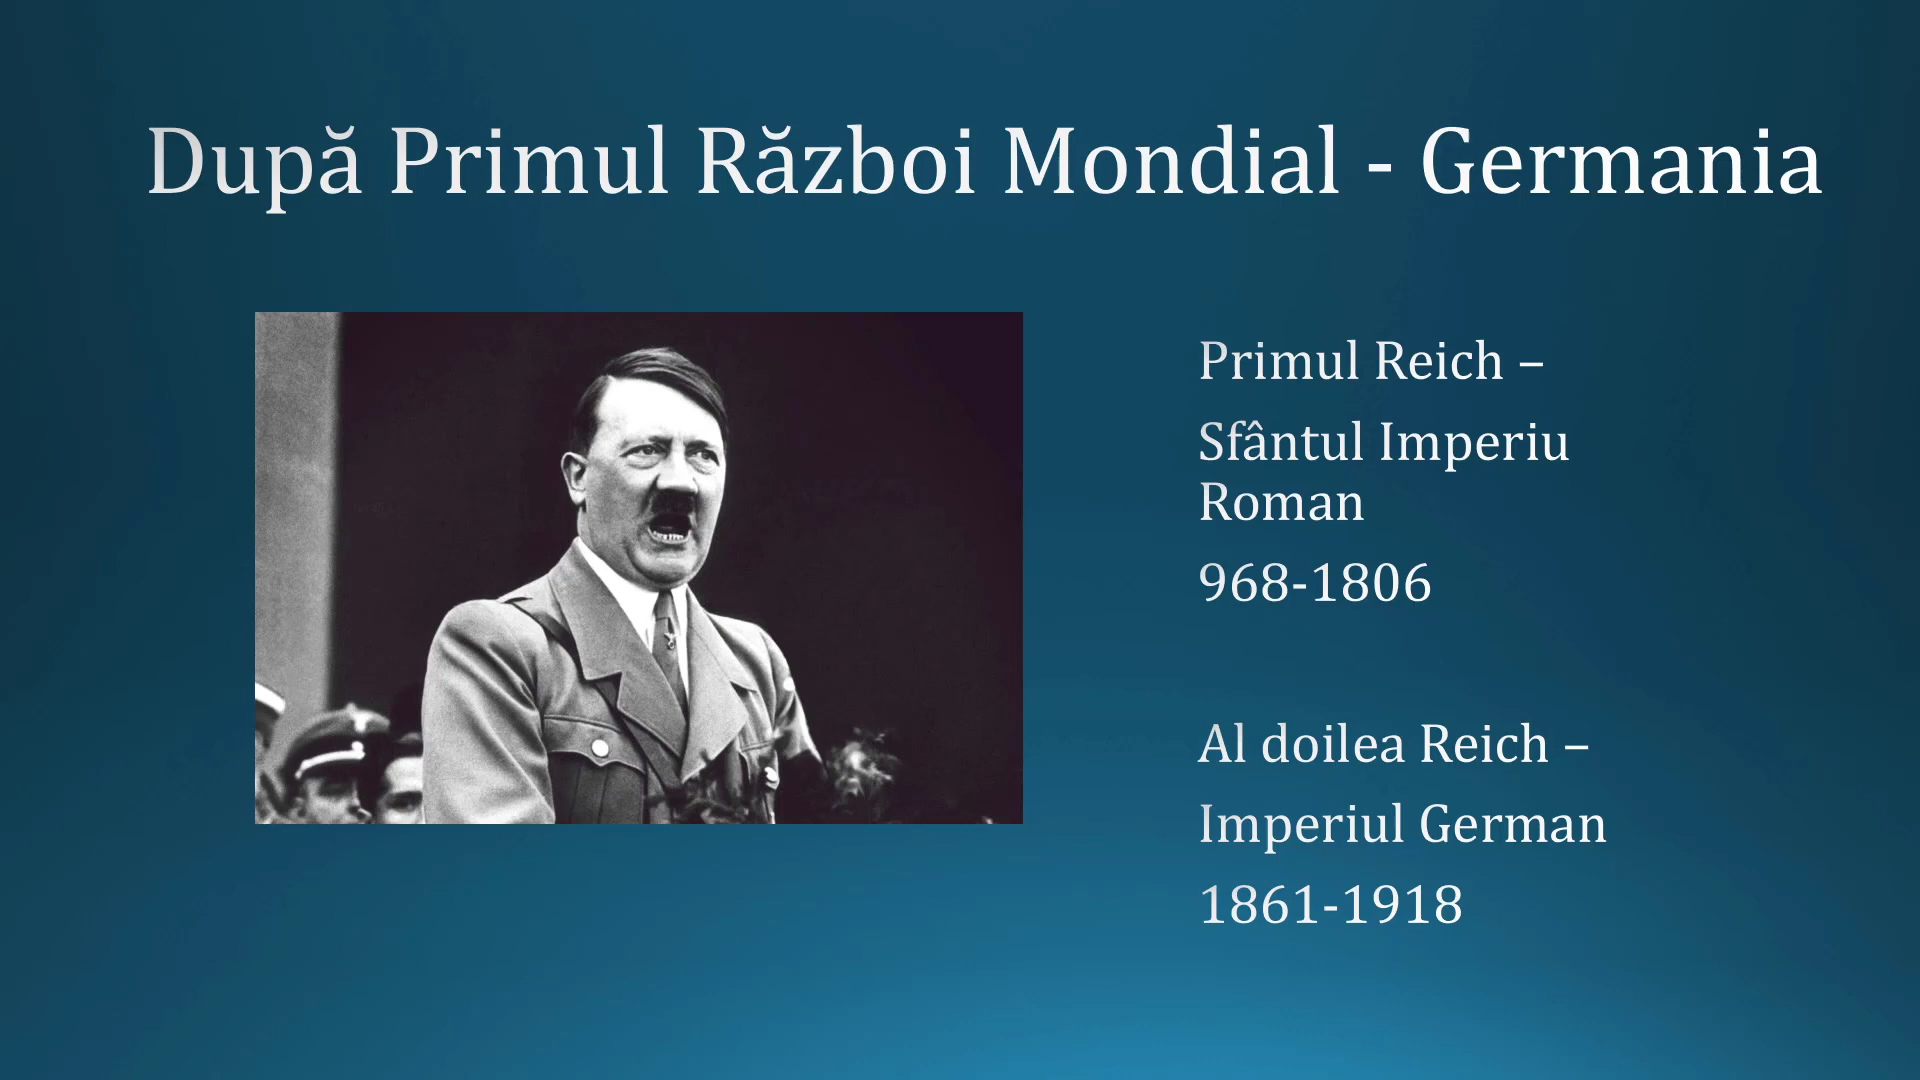 După Primul Război Mondial - Germania
Primul Reich –
Sfântul Imperiu
Roman
968-1806
Al doilea Reich –
Imperiul German
1861-1918